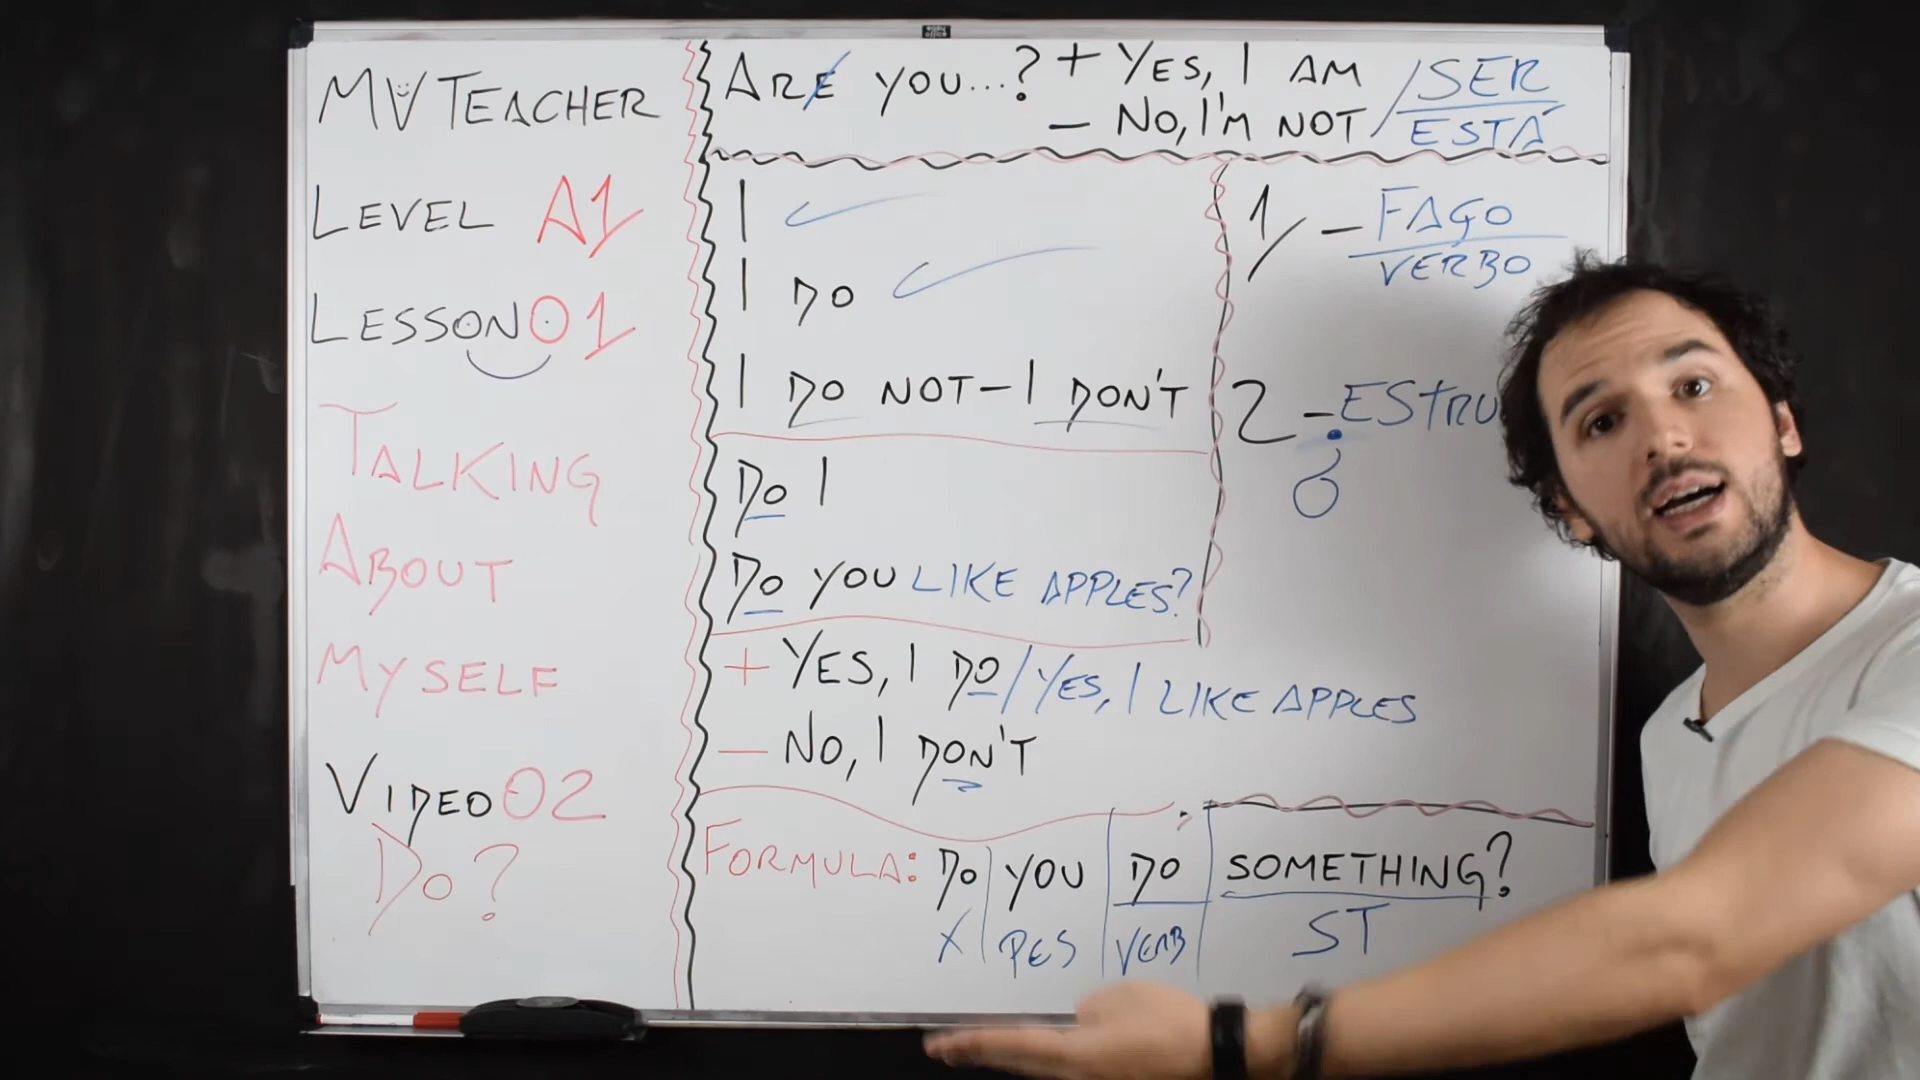 MV TEACHER
LEVEL A1
LESSON 01
TALKING
ABOUT
MYSELF
VIDEO 02
DO?
ARE YOU...? + YES, I AM / SER
- NO, I'M NOT / ESTÁ
I
I DO
I DO NOT - I DON'T
DO I
DO YOU LIKE APPLES?
+ YES, I DO / YES, I LIKE APPLES
- NO, I DON'T
1/ - FAGO
VERBO
2 - ESTRU
FORMULA: DO YOU DO SOMETHING?
X PES VERB ST